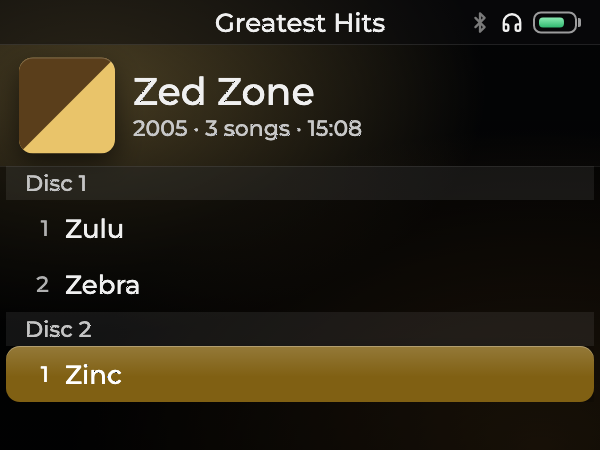 Greatest Hits
Zed Zone
2005 · 3 songs · 15:08
Disc 1
1 Zulu
2 Zebra
Disc 2
1 Zinc